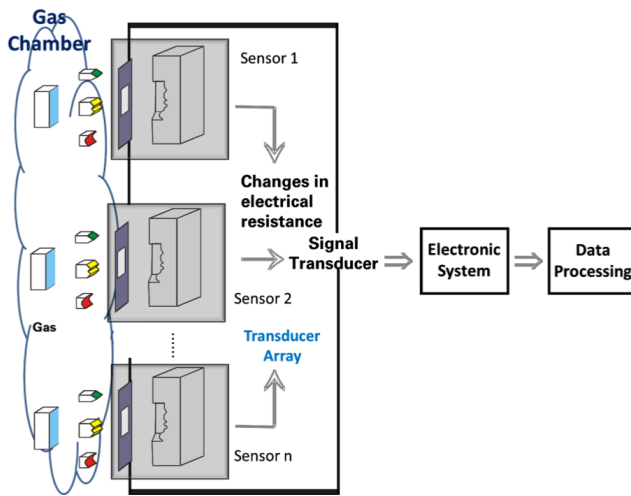 Gas
Chamber
Sensor 1
Changes in
electrical
resistance
Signal
Transducer
Electronic
System
Data
Processing
Sensor 2
Gas
Transducer
Array
Sensor n